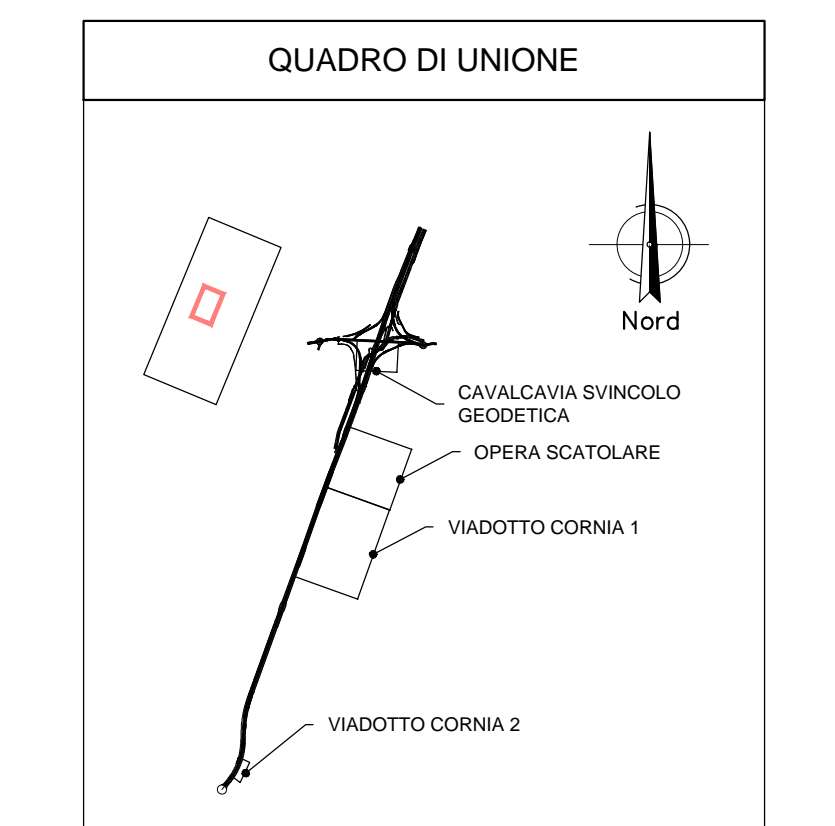 QUADRO DI UNIONE
Nord
CAVALCAVIA SVINCOLO
GEODETICA
OPERA SCATOLARE
VIADOTTO CORNIA 1
VIADOTTO CORNIA 2